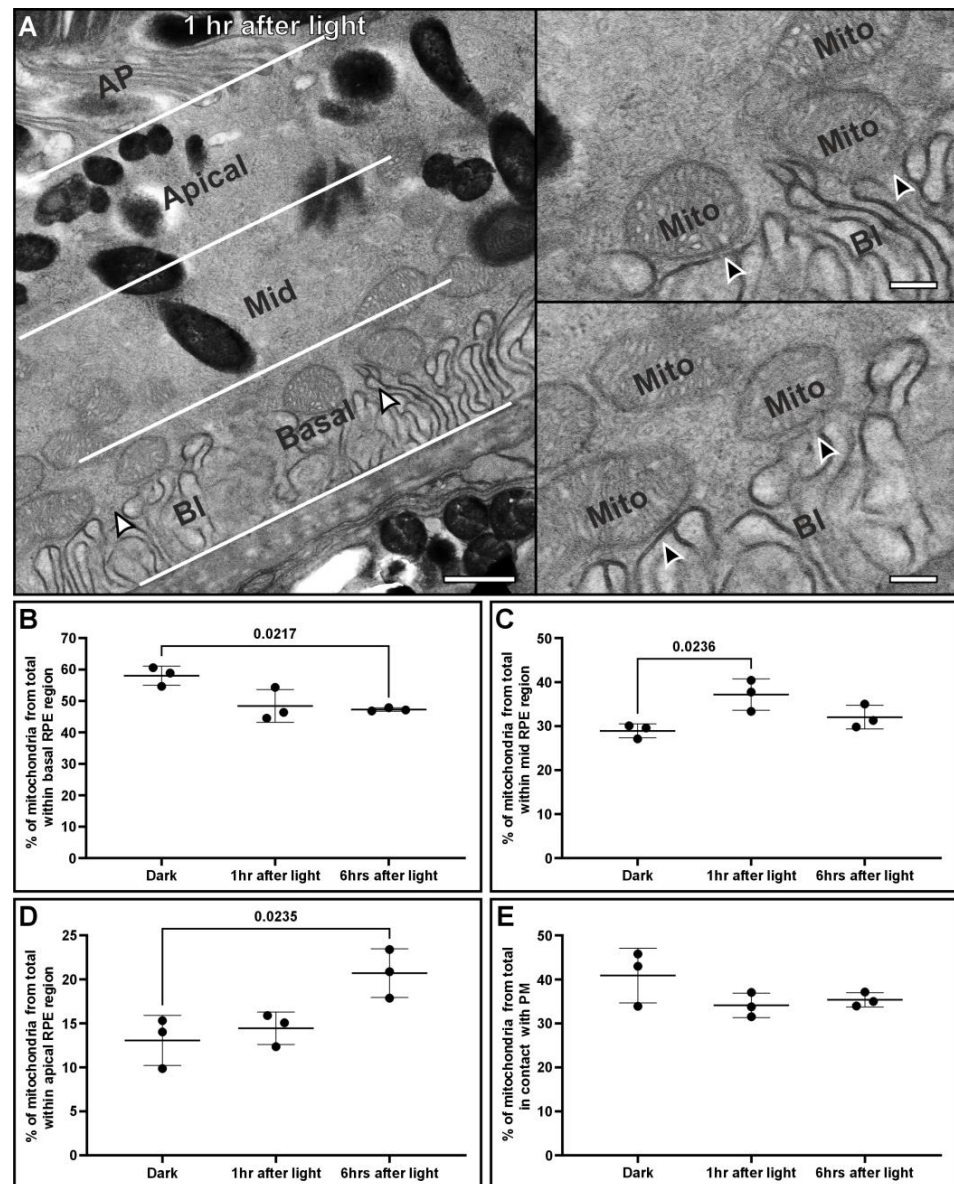 A
1 hr after light
AP
Apical
Mid
Basal
BI
Mito
Mito
Mito
BI
Mito
Mito
Mito
BI
B
% of mitochondria from total
within basal RPE region
70
60
50
40
30
20
10
0
0.0217
Dark
1hr after light
6hrs after light
C
% of mitochondria from total
within mid RPE region
50
40
30
20
10
0
0.0236
Dark
1hr after light
6hrs after light
D
% of mitochondria from total
within apical RPE region
25
20
15
10
5
0
0.0235
Dark
1hr after light
6hrs after light
E
% of mitochondria from total
in contact with PM
50
40
30
20
10
0
Dark
1hr after light
6hrs after light